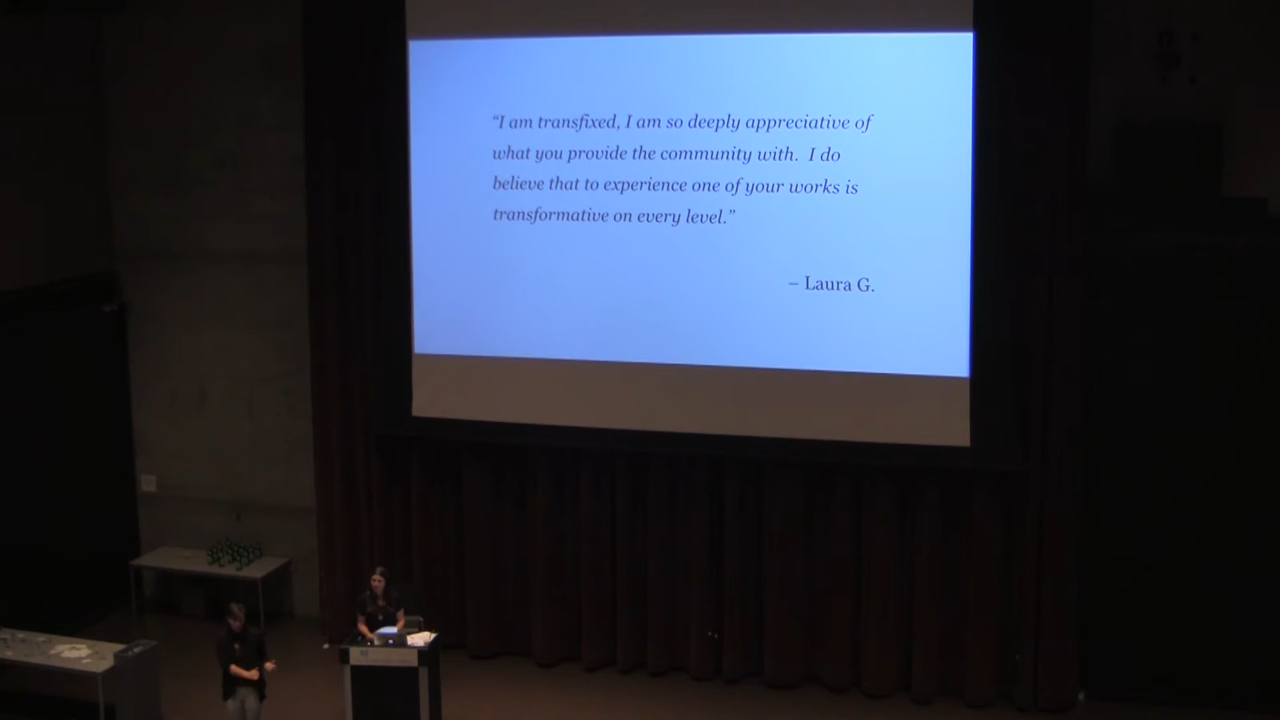 “I am transfixed, I am so deeply appreciative of
what you provide the community with.  I do
believe that to experience one of your works is
transformative on every level.”
– Laura G.